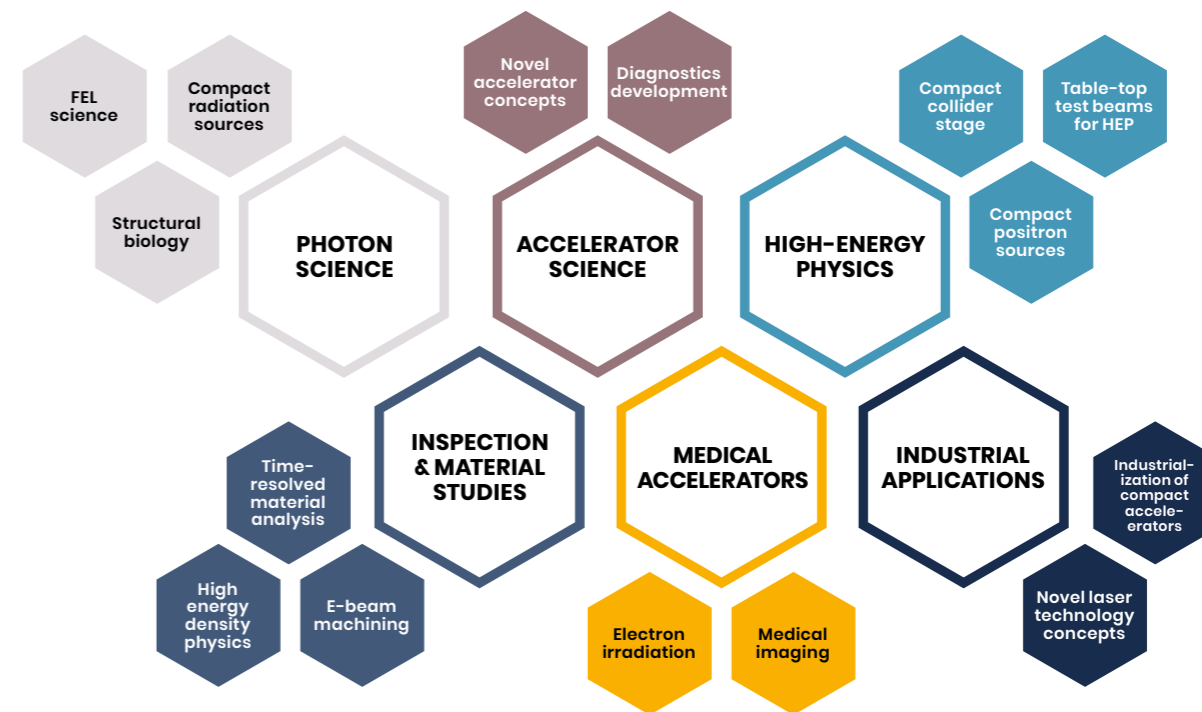 FEL
science
Compact
radiation
sources
Structural
biology
PHOTON
SCIENCE
Novel
accelerator
concepts
Diagnostics
development
ACCELERATOR
SCIENCE
Compact
collider
stage
Table-top
test beams
for HEP
Compact
positron
sources
HIGH-ENERGY
PHYSICS
Time-
resolved
material
analysis
High
energy
density
physics
E-beam
machining
INSPECTION
& MATERIAL
STUDIES
MEDICAL
ACCELERATORS
Electron
irradiation
Medical
imaging
INDUSTRIAL
APPLICATIONS
Industrial-
ization of
compact
accele-
erators
Novel laser
technology
concepts